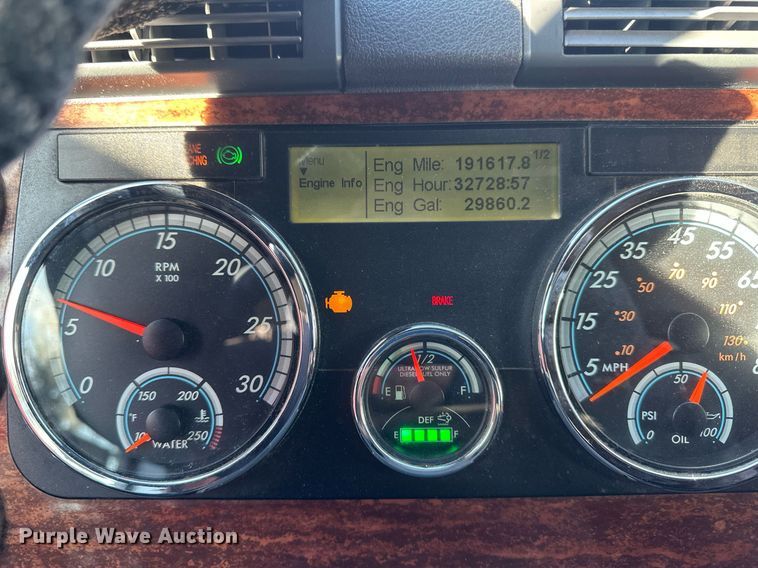 ANE
CHNG
Menu
Engine Info
Eng Mile: 191617.8
Eng Hour: 32728:57
Eng Gal: 29860.2
1/2
0
5
10
15
20
25
30
RPM
X 100
°F
150
200
250
WATER
BRAKE
1/2
ULTRA LOW SULFUR
DIESEL FUEL ONLY
E
F
DEF
E
F
5
15
25
35
45
55
MPH
10
30
50
70
90
110
130
km/h
PSI
0
50
100
OIL
Purple Wave Auction